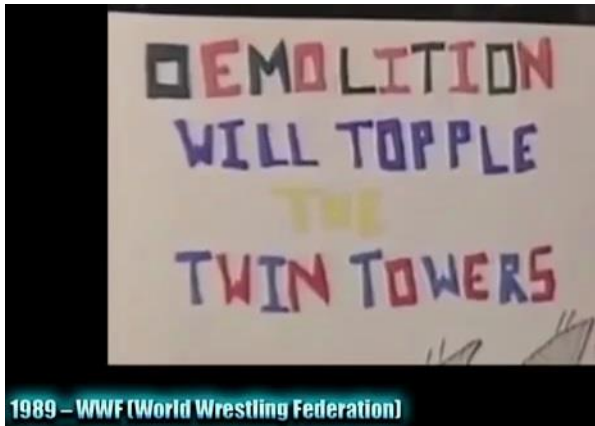 DEMOLITION
WILL TOPPLE
THE
TWIN TOWERS
1989 – WWF (World Wrestling Federation)